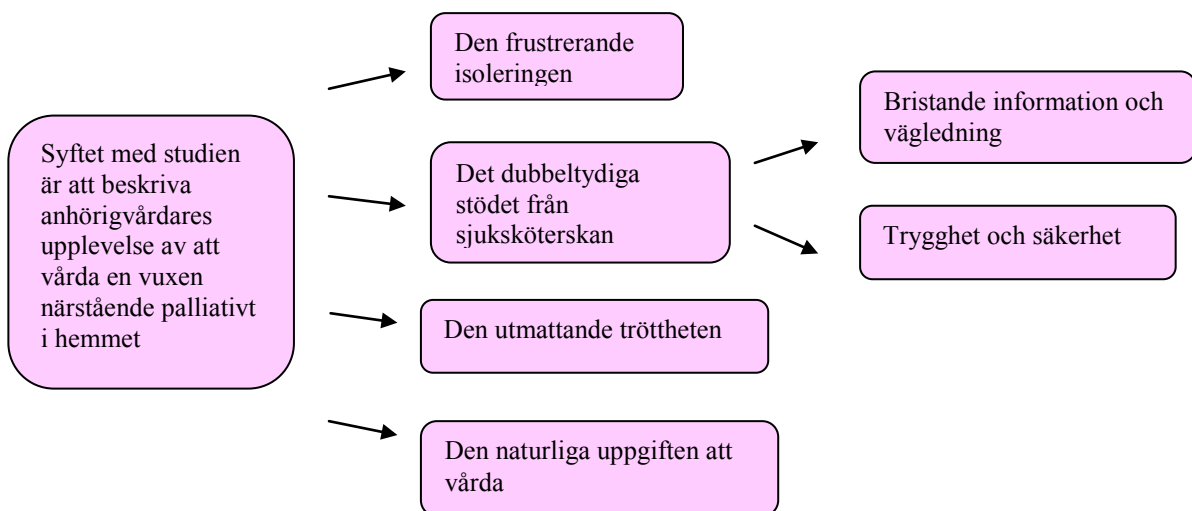 Syftet med studien
är att beskriva
anhörigvårdares
upplevelse av att
vårda en vuxen
närstående palliativt
i hemmet
Den frustrerande
isoleringen
Det dubbeltydiga
stödet från
sjuksköterskan
Bristande information och
vägledning
Trygghet och säkerhet
Den utmattande tröttheten
Den naturliga uppgiften att
vårda